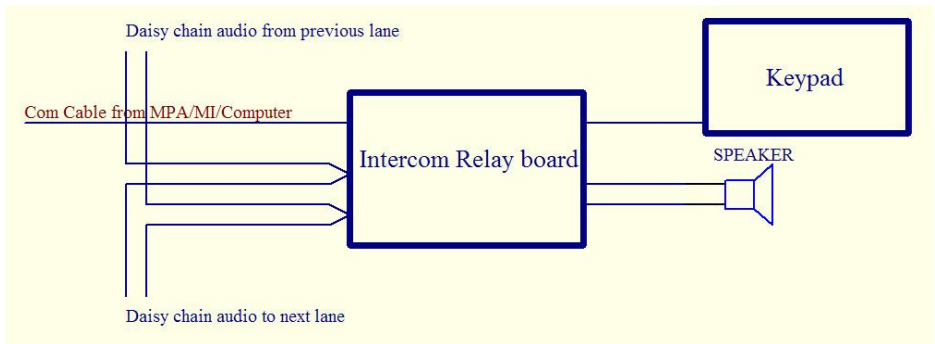 Daisy chain audio from previous lane
Keypad
Com Cable from MPA/MI/Computer
Intercom Relay board
SPEAKER
Daisy chain audio to next lane